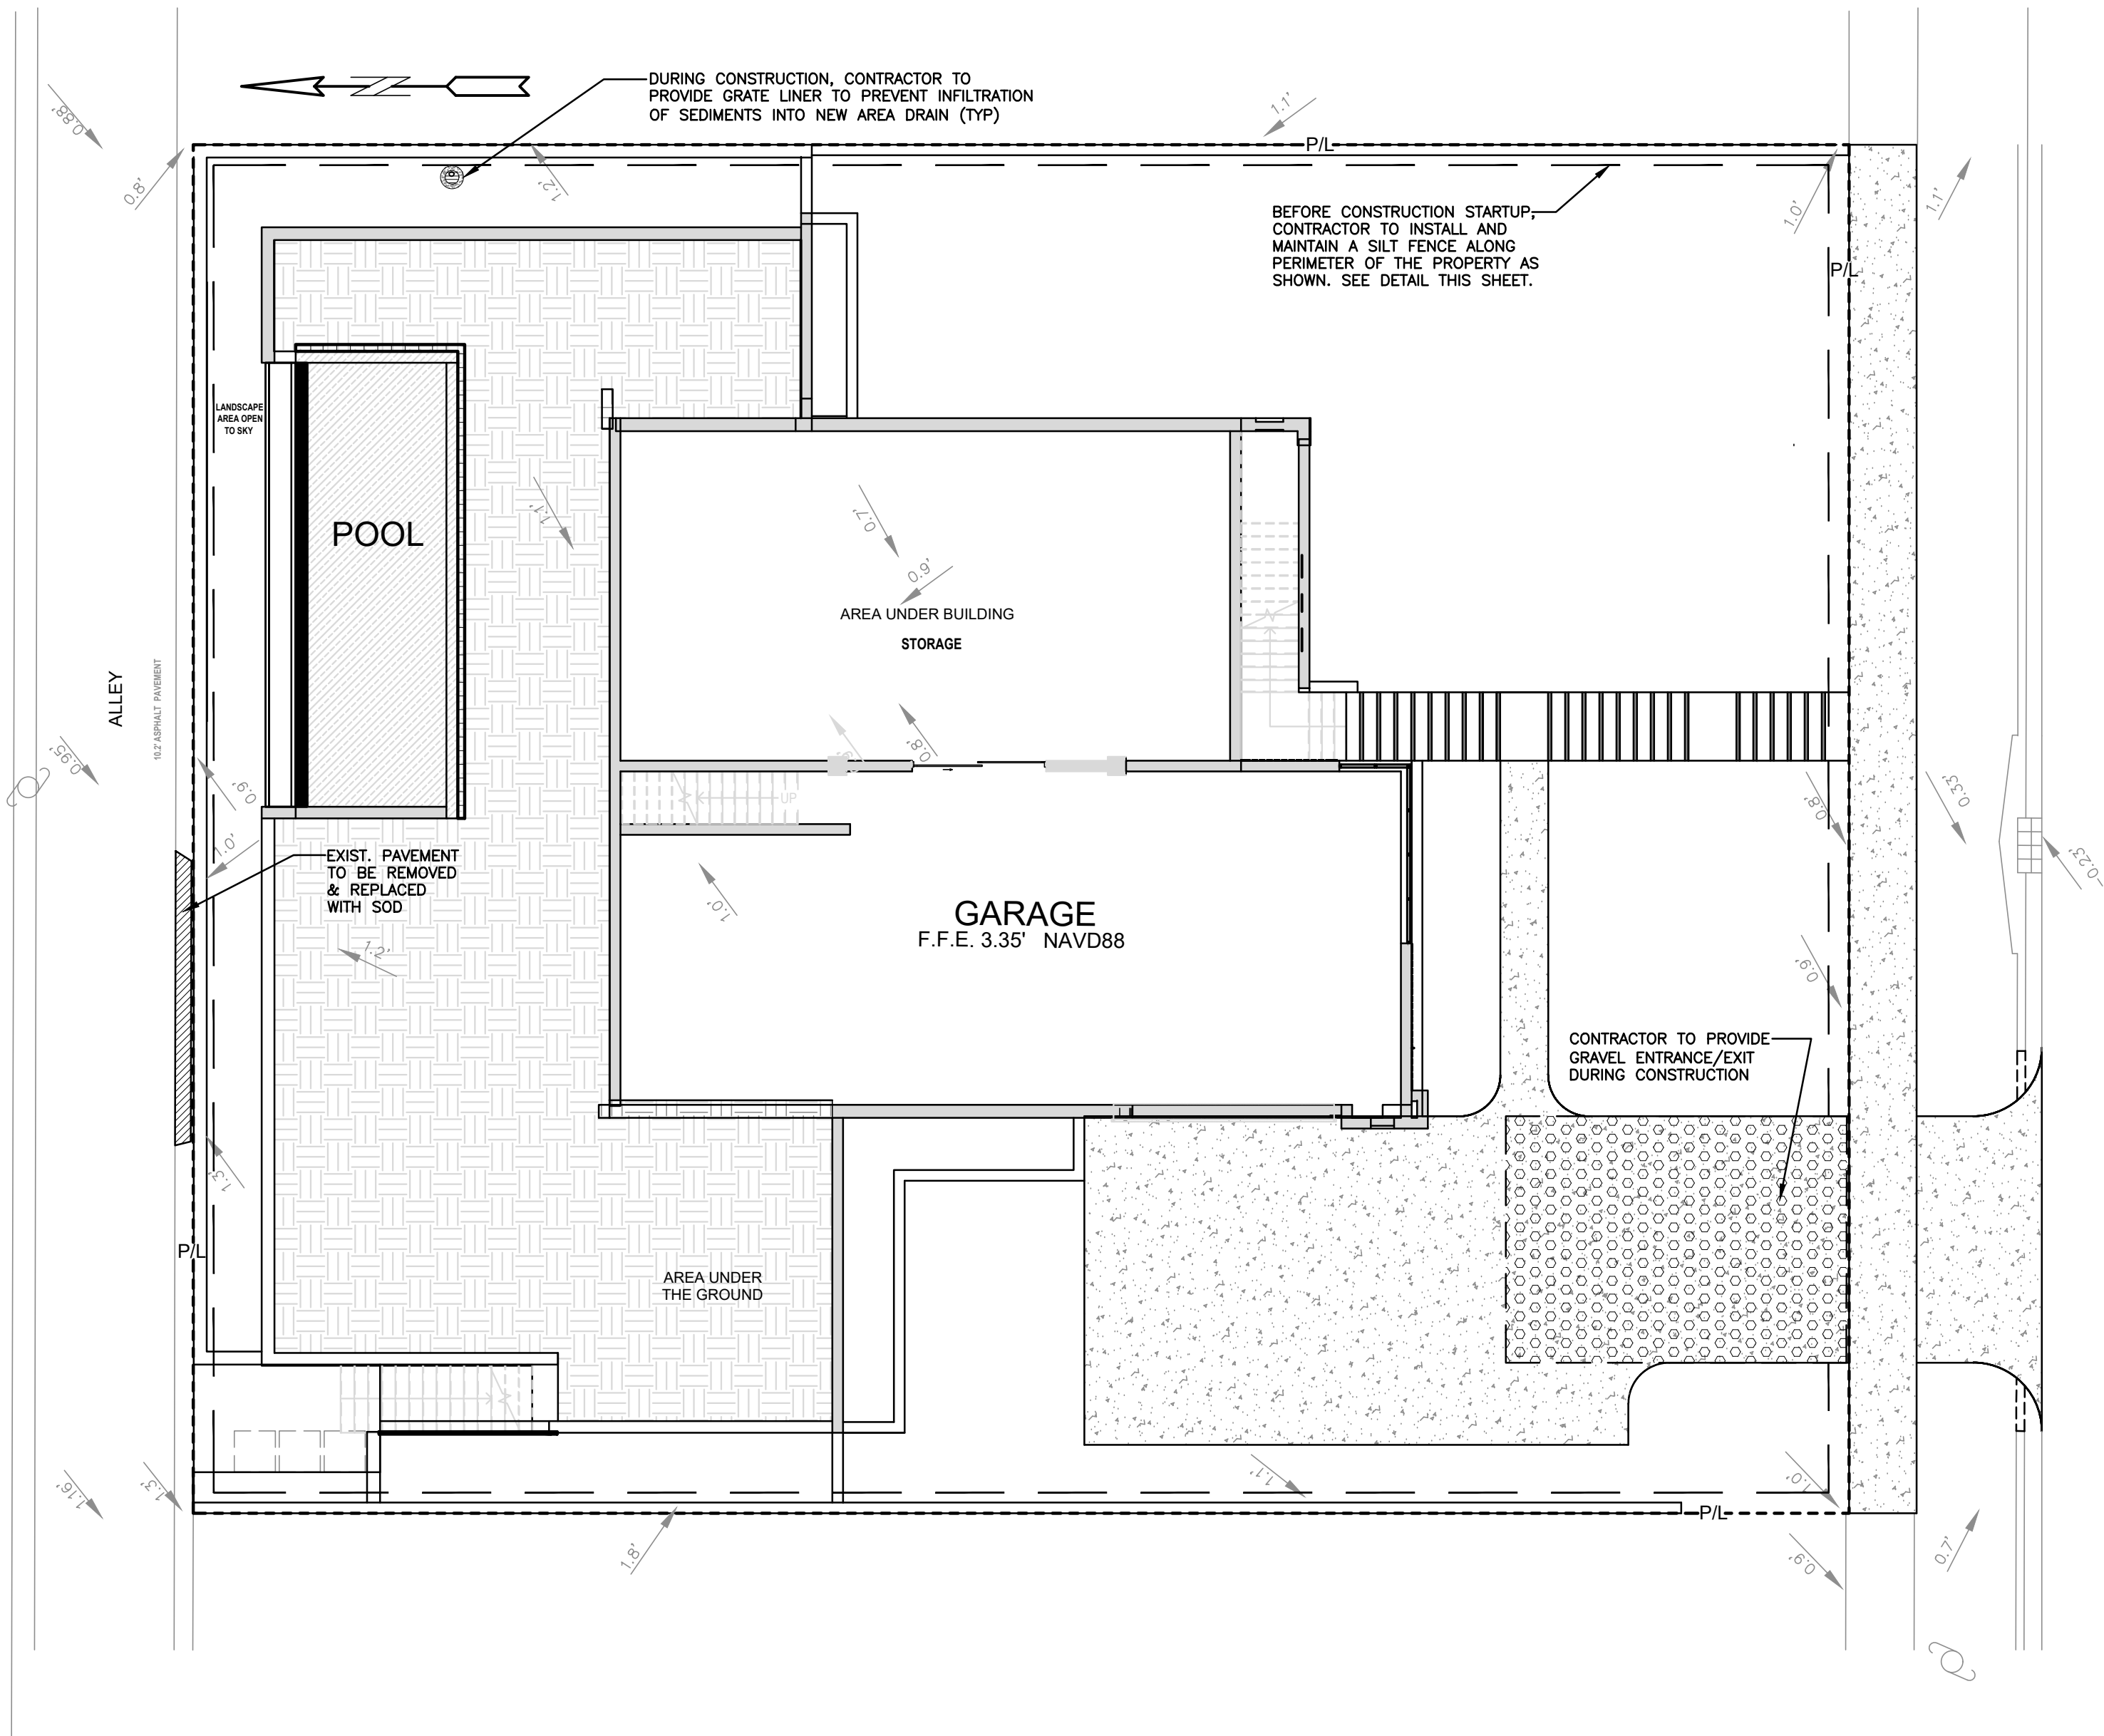 DURING CONSTRUCTION, CONTRACTOR TO
PROVIDE GRATE LINER TO PREVENT INFILTRATION
OF SEDIMENTS INTO NEW AREA DRAIN (TYP)
0.88'
0.8'
1.2'
1.1'
P/L
1.0'
1.1'
BEFORE CONSTRUCTION STARTUP,
CONTRACTOR TO INSTALL AND
MAINTAIN A SILT FENCE ALONG
PERIMETER OF THE PROPERTY AS
SHOWN. SEE DETAIL THIS SHEET.
P/L
LANDSCAPE
AREA OPEN
TO SKY
POOL
1.1'
0.7'
0.9'
AREA UNDER BUILDING
STORAGE
0.8'
ALLEY
10.2' ASPHALT PAVEMENT
0.95'
0.9'
1.0'
UP
0.8'
0.33'
-0.23'
EXIST. PAVEMENT
TO BE REMOVED
& REPLACED
WITH SOD
1.0'
GARAGE
F.F.E. 3.35' NAVD88
1.2'
0.9'
CONTRACTOR TO PROVIDE
GRAVEL ENTRANCE/EXIT
DURING CONSTRUCTION
1.3'
P/L
AREA UNDER
THE GROUND
1.16'
1.3'
1.1'
1.0'
P/L
1.8'
0.9'
0.7'